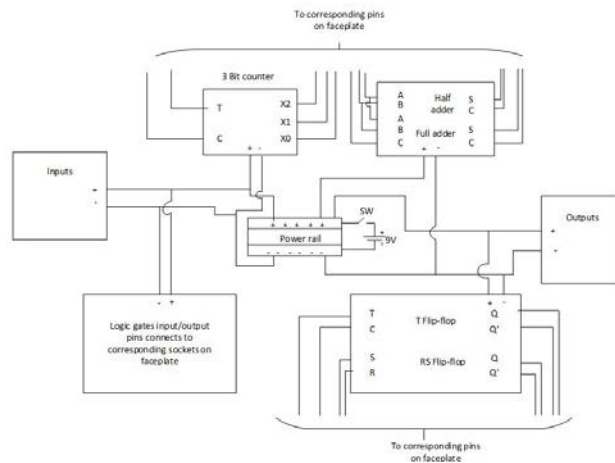 To corresponding pins
on faceplate
3 Bit counter
T
X2
X1
C
X0
+ -
A
Half
B
adder
S
C
A
B
Full adder
S
C
C
+ -
Inputs
+
-
SW
+ + + + +
Power rail
- - - - - -
+
9V
-
Outputs
+
-
- +
Logic gates input/output
pins connects to
corresponding sockets on
faceplate
+ -
T
T Flip-flop
Q
C
Q'
S
RS Flip-flop
Q
R
Q'
To corresponding pins
on faceplate